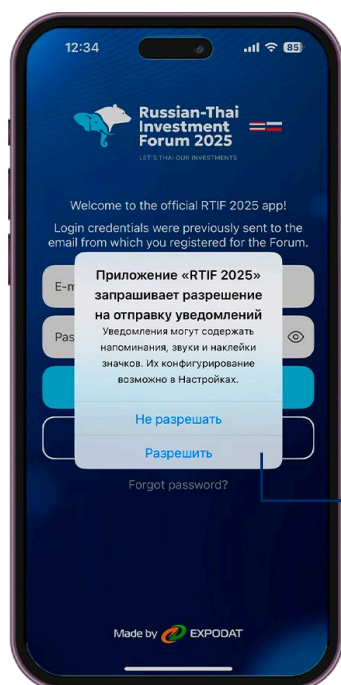 12:34
85
Russian-Thai
Investment
Forum 2025
LET'S THAI OUR INVESTMENTS
Welcome to the official RTIF 2025 app!
Login credentials were previously sent to the
email from which you registered for the Forum.
E-m
Pas
Приложение «RTIF 2025»
запрашивает разрешение
на отправку уведомлений
Уведомления могут содержать
напоминания, звуки и наклейки
значков. Их конфигурирование
возможно в Настройках.
Не разрешать
Разрешить
Forgot password?
Made by EXPODAT